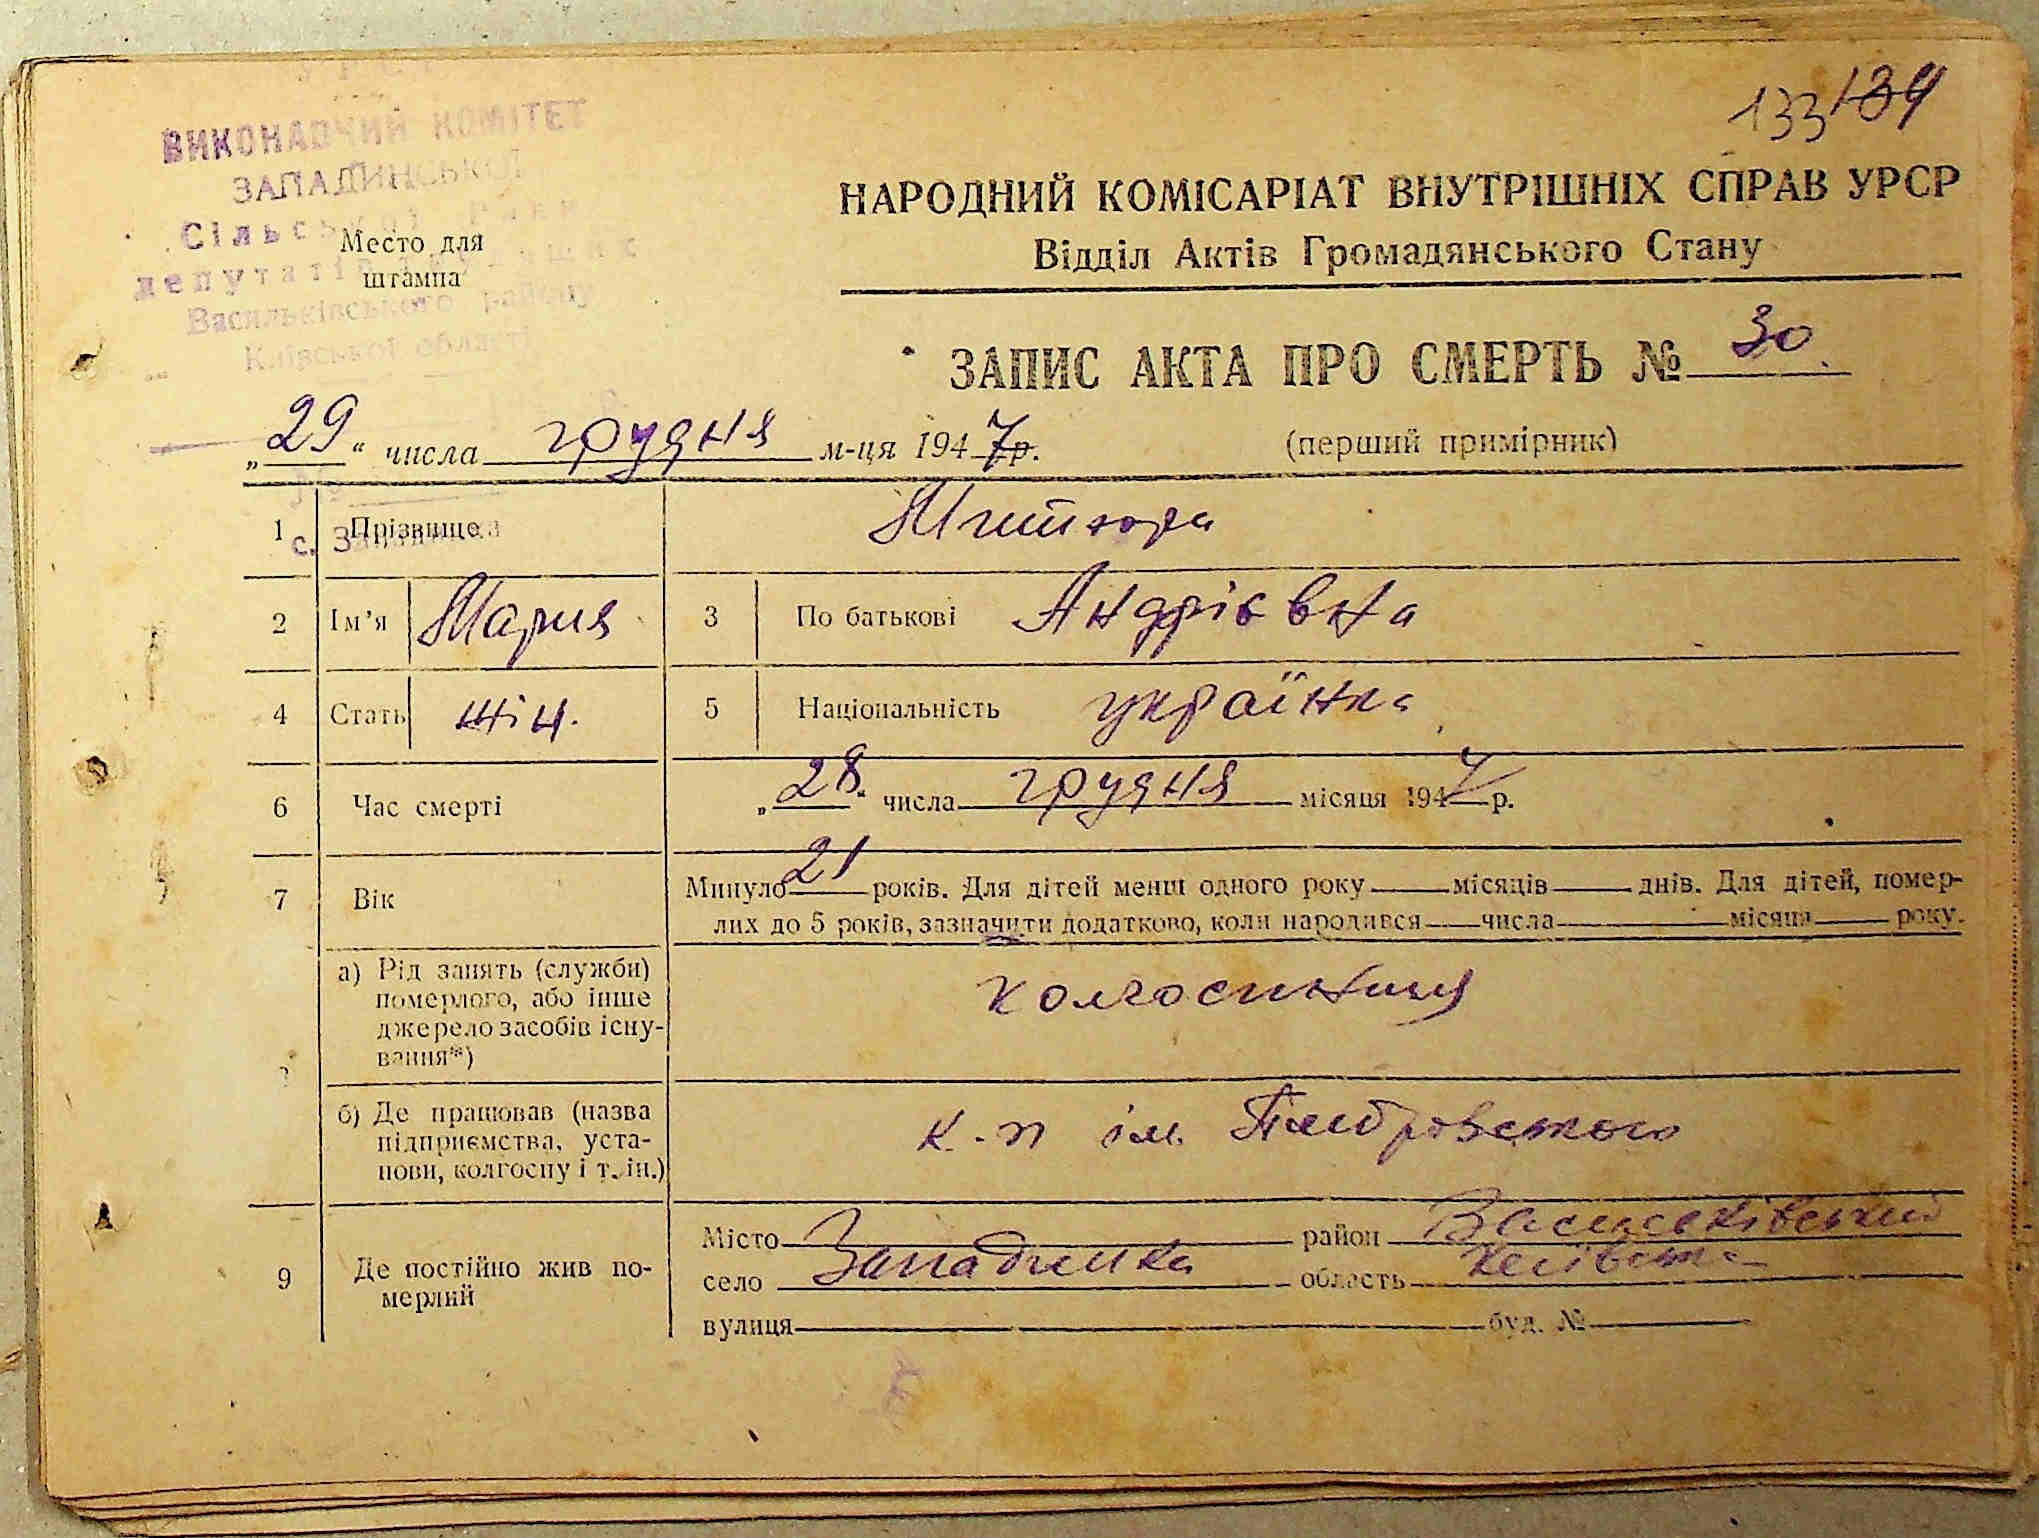 133 134
ВИКОНАВЧИЙ КОМІТЕТ
ЗАПАДИНСЬКОЇ
Сільської Ради
депутатів трудящих
Васильківського району
Київської області
Место для
штампа
НАРОДНИЙ КОМІСАРІАТ ВНУТРІШНІХ СПРАВ УРСР
Відділ Актів Громадянського Стану
ЗАПИС АКТА ПРО СМЕРТЬ № 30
„29“ числа грудня м-ця 1947р.
(перший примірник)
1 Прізвище
с. Западинка
2 Ім’я Мария 3 По батькові Андріівна
4 Стать жін. 5 Національність українка
6 Час смерті „28“ числа грудня місяця 1947 р.
7 Вік Минуло 21 років. Для дітей менш одного року місяців днів. Для дітей, помер-
лих до 5 років, зазначити додатково, коли народився числа місяця року.
а) Рід занять (служби)
померлого, або інше
джерело засобів існу-
вання*)
колгоспниця
б) Де працював (назва
підприємства, уста-
нови, колгоспу і т. ін.)
к-п ім.
9 Де постійно жив по-
мерлий
Місто район Васильківський
село Западинка область Київська
вулиця буд. №